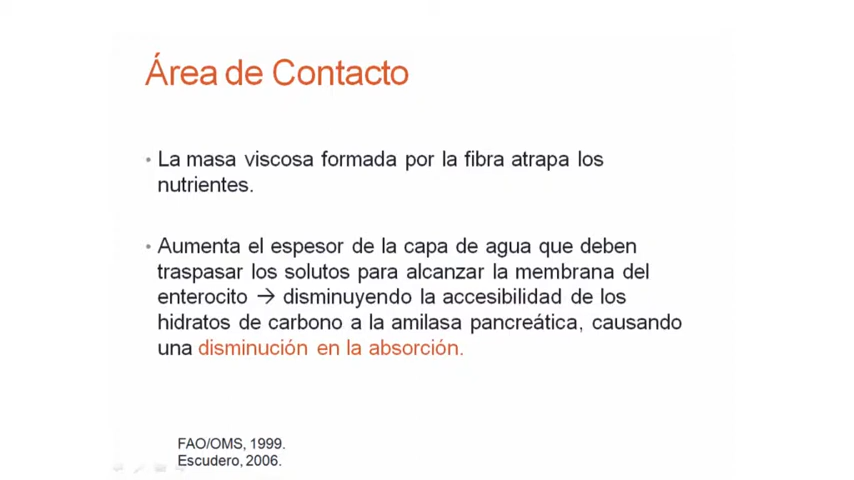 Área de Contacto
• La masa viscosa formada por la fibra atrapa los
nutrientes.
• Aumenta el espesor de la capa de agua que deben
traspasar los solutos para alcanzar la membrana del
enterocito → disminuyendo la accesibilidad de los
hidratos de carbono a la amilasa pancreática, causando
una disminución en la absorción.
FAO/OMS, 1999.
Escudero, 2006.